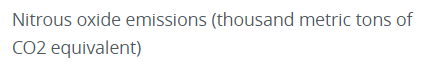 Nitrous oxide emissions (thousand metric tons of
CO2 equivalent)